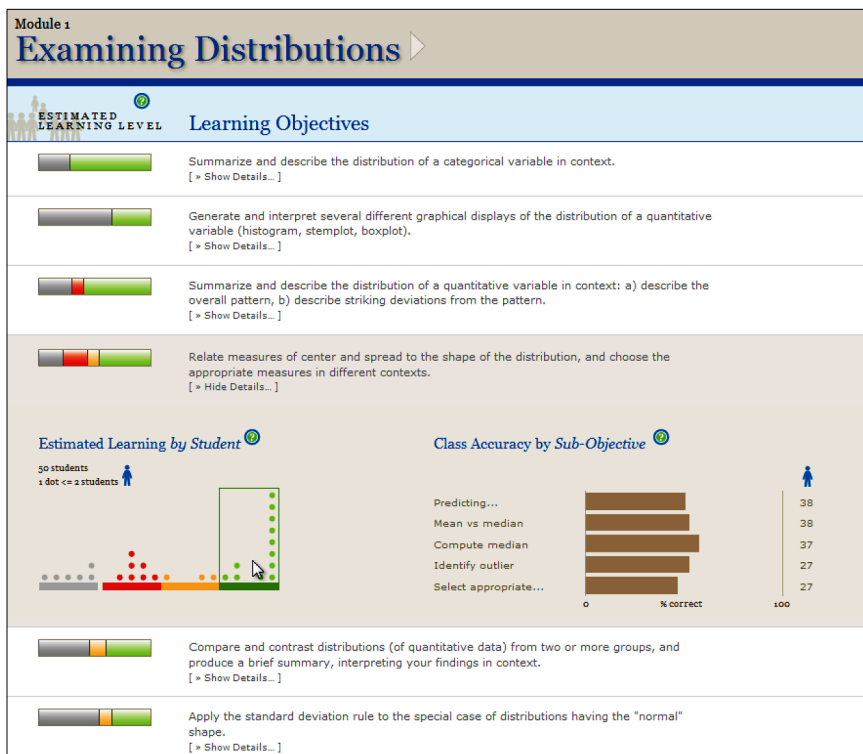 Module 1
Examining Distributions
ESTIMATED
LEARNING LEVEL
?
Learning Objectives
Summarize and describe the distribution of a categorical variable in context.
[ » Show Details... ]
Generate and interpret several different graphical displays of the distribution of a quantitative
variable (histogram, stemplot, boxplot).
[ » Show Details... ]
Summarize and describe the distribution of a quantitative variable in context: a) describe the
overall pattern, b) describe striking deviations from the pattern.
[ » Show Details... ]
Relate measures of center and spread to the shape of the distribution, and choose the
appropriate measures in different contexts.
[ » Hide Details... ]
Estimated Learning by Student ?
50 students
1 dot <= 2 students
Class Accuracy by Sub-Objective ?
Predicting... 38
Mean vs median 38
Compute median 37
Identify outlier 27
Select appropriate... 27
0 % correct 100
Compare and contrast distributions (of quantitative data) from two or more groups, and
produce a brief summary, interpreting your findings in context.
[ » Show Details... ]
Apply the standard deviation rule to the special case of distributions having the "normal"
shape.
[ » Show Details... ]